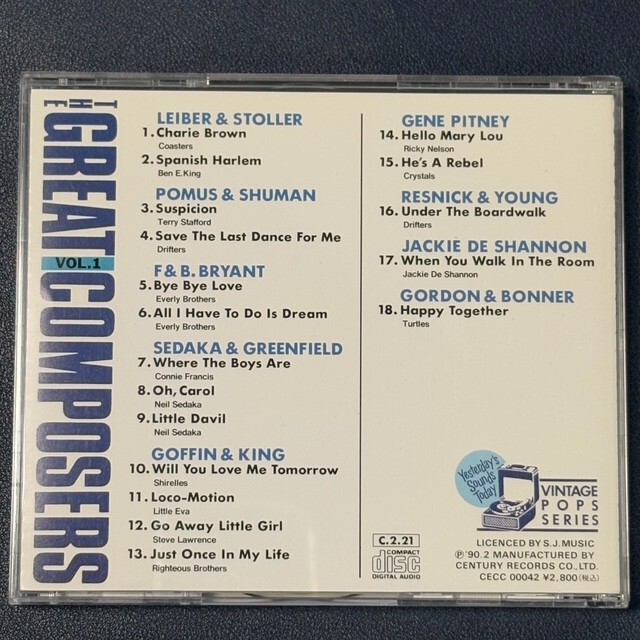 THE
GREAT COMPOSERS
VOL.1
LEIBER & STOLLER
1. Charie Brown
Coasters
2. Spanish Harlem
Ben E.King
POMUS & SHUMAN
3. Suspicion
Terry Stafford
4. Save The Last Dance For Me
Drifters
F & B. BRYANT
5. Bye Bye Love
Everly Brothers
6. All I Have To Do Is Dream
Everly Brothers
SEDAKA & GREENFIELD
7. Where The Boys Are
Connie Francis
8. Oh, Carol
Neil Sedaka
9. Little Davil
Neil Sedaka
GOFFIN & KING
10. Will You Love Me Tomorrow
Shirelles
11. Loco-Motion
Little Eva
12. Go Away Little Girl
Steve Lawrence
13. Just Once In My Life
Righteous Brothers
GENE PITNEY
14. Hello Mary Lou
Ricky Nelson
15. He's A Rebel
Crystals
RESNICK & YOUNG
16. Under The Boardwalk
Drifters
JACKIE DE SHANNON
17. When You Walk In The Room
Jackie De Shannon
GORDON & BONNER
18. Happy Together
Turtles
Yesterday's
Sounds
Today
VINTAGE
POPS
SERIES
C.2.21
COMPACT
disc
DIGITAL AUDIO
LICENCED BY S.J. MUSIC
Ⓟ '90. 2 MANUFACTURED BY
CENTURY RECORDS CO., LTD.
CECC 00042 ¥2,800(税込)